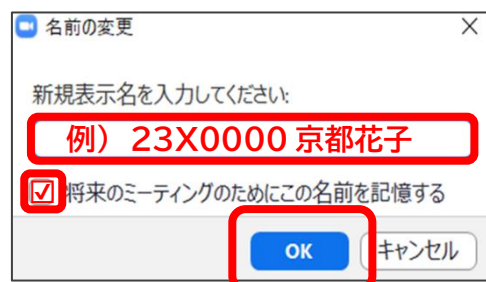 名前の変更
新規表示名を入力してください:
例） 23X0000 京都花子
将来のミーティングのためにこの名前を記憶する
OK キャンセル